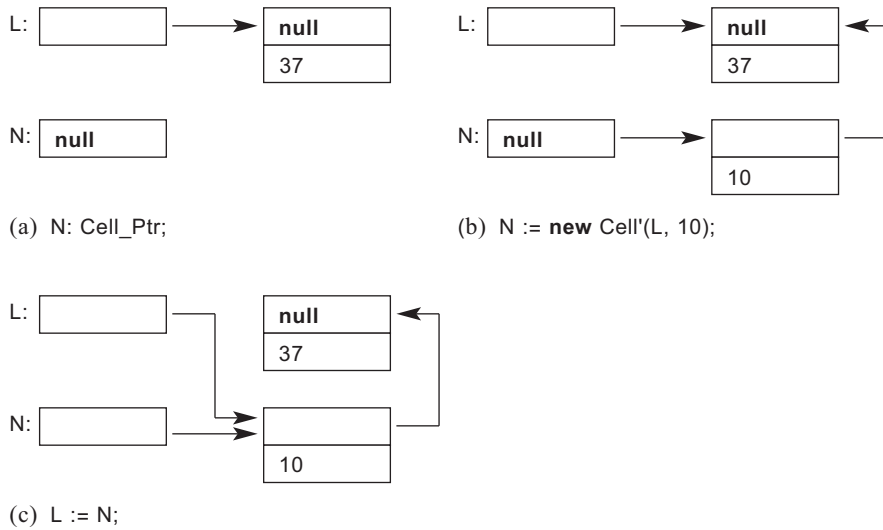 L:
null
37
N:
null
(a) N: Cell_Ptr;
L:
null
37
N:
null
10
(b) N := new Cell'(L, 10);
L:
null
37
N:
10
(c) L := N;